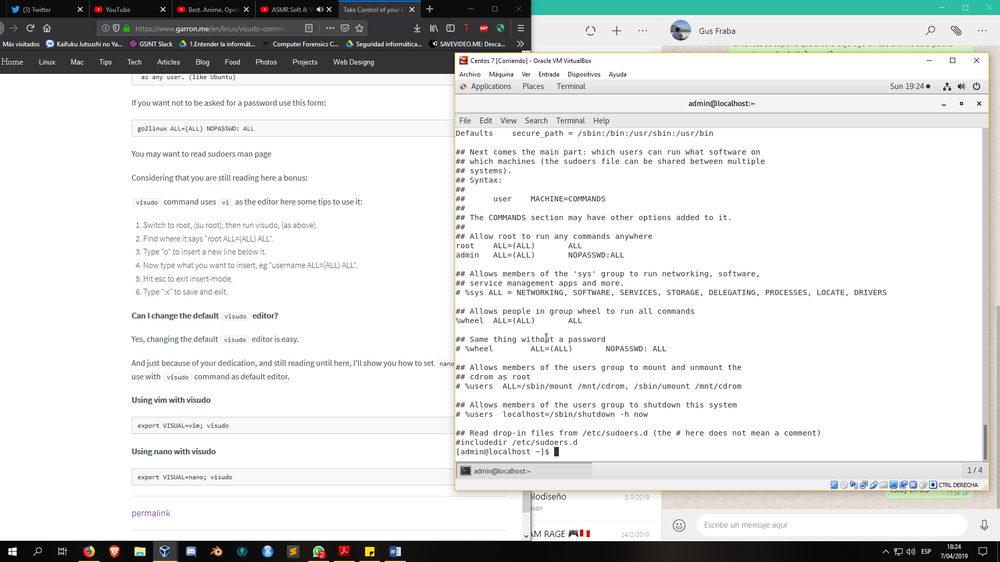 (3) Twitter
YouTube
Best. Anime. Open
ASMR Soft & W
Take Control of your Li
https://www.garron.me/en/linux/visudo-comma
ABP
Más visitados
Kaifuku Jutsushi no Ya...
GSINT Slack
1.Entender la informát...
Computer Forensics C...
Seguridad informática...
SAVEVIDEO.ME: Desca...
Home
Linux
Mac
Tips
Tech
Articles
Blog
Food
Photos
Projects
Web Designg
as any user. (like Ubuntu)
If you want not to be asked for a password use this form:
go2linux ALL=(ALL) NOPASSWD: ALL
You may want to read sudoers man page
Considering that you are still reading here a bonus:
visudo command uses vi as the editor here some tips to use it:
1. Switch to root, (su root), then run visudo, (as above).
2. Find where it says "root ALL=(ALL) ALL".
3. Type "o" to insert a new line below it.
4. Now type what you want to insert, eg "username ALL=(ALL) ALL".
5. Hit esc to exit insert-mode.
6. Type ":x" to save and exit.
Can I change the default visudo editor?
Yes, changing the default visudo editor is easy.
And just because of your dedication, and still reading until here, I'll show you how to set nano
use with visudo command as default editor.
Using vim with visudo
export VISUAL=vim; visudo
Using nano with visudo
export VISUAL=nano; visudo
permalink
Gus Fraba
Centos 7 [Corriendo] - Oracle VM VirtualBox
Archivo
Máquina
Ver
Entrada
Dispositivos
Ayuda
Applications
Places
Terminal
Sun 19:24
admin@localhost:~
File
Edit
View
Search
Terminal
Help
Defaults    secure_path = /sbin:/bin:/usr/sbin:/usr/bin
## Next comes the main part: which users can run what software on
## which machines (the sudoers file can be shared between multiple
## systems).
## Syntax:
##
##      user    MACHINE=COMMANDS
##
## The COMMANDS section may have other options added to it.
##
## Allow root to run any commands anywhere
root    ALL=(ALL)       ALL
admin   ALL=(ALL)       NOPASSWD:ALL
## Allows members of the 'sys' group to run networking, software,
## service management apps and more.
# %sys ALL = NETWORKING, SOFTWARE, SERVICES, STORAGE, DELEGATING, PROCESSES, LOCATE, DRIVERS
## Allows people in group wheel to run all commands
%wheel  ALL=(ALL)       ALL
## Same thing without a password
# %wheel        ALL=(ALL)       NOPASSWD: ALL
## Allows members of the users group to mount and unmount the
## cdrom as root
# %users  ALL=/sbin/mount /mnt/cdrom, /sbin/umount /mnt/cdrom
## Allows members of the users group to shutdown this system
# %users  localhost=/sbin/shutdown -h now
## Read drop-in files from /etc/sudoers.d (the # here does not mean a comment)
#includedir /etc/sudoers.d
[admin@localhost ~]$
admin@localhost:~
1 / 4
CTRL DERECHA
17:34
olodiseño
5/3/2019
vor
AM RAGE
24/2/2019
Escribe un mensaje aquí
2
ESP
18:24
7/04/2019